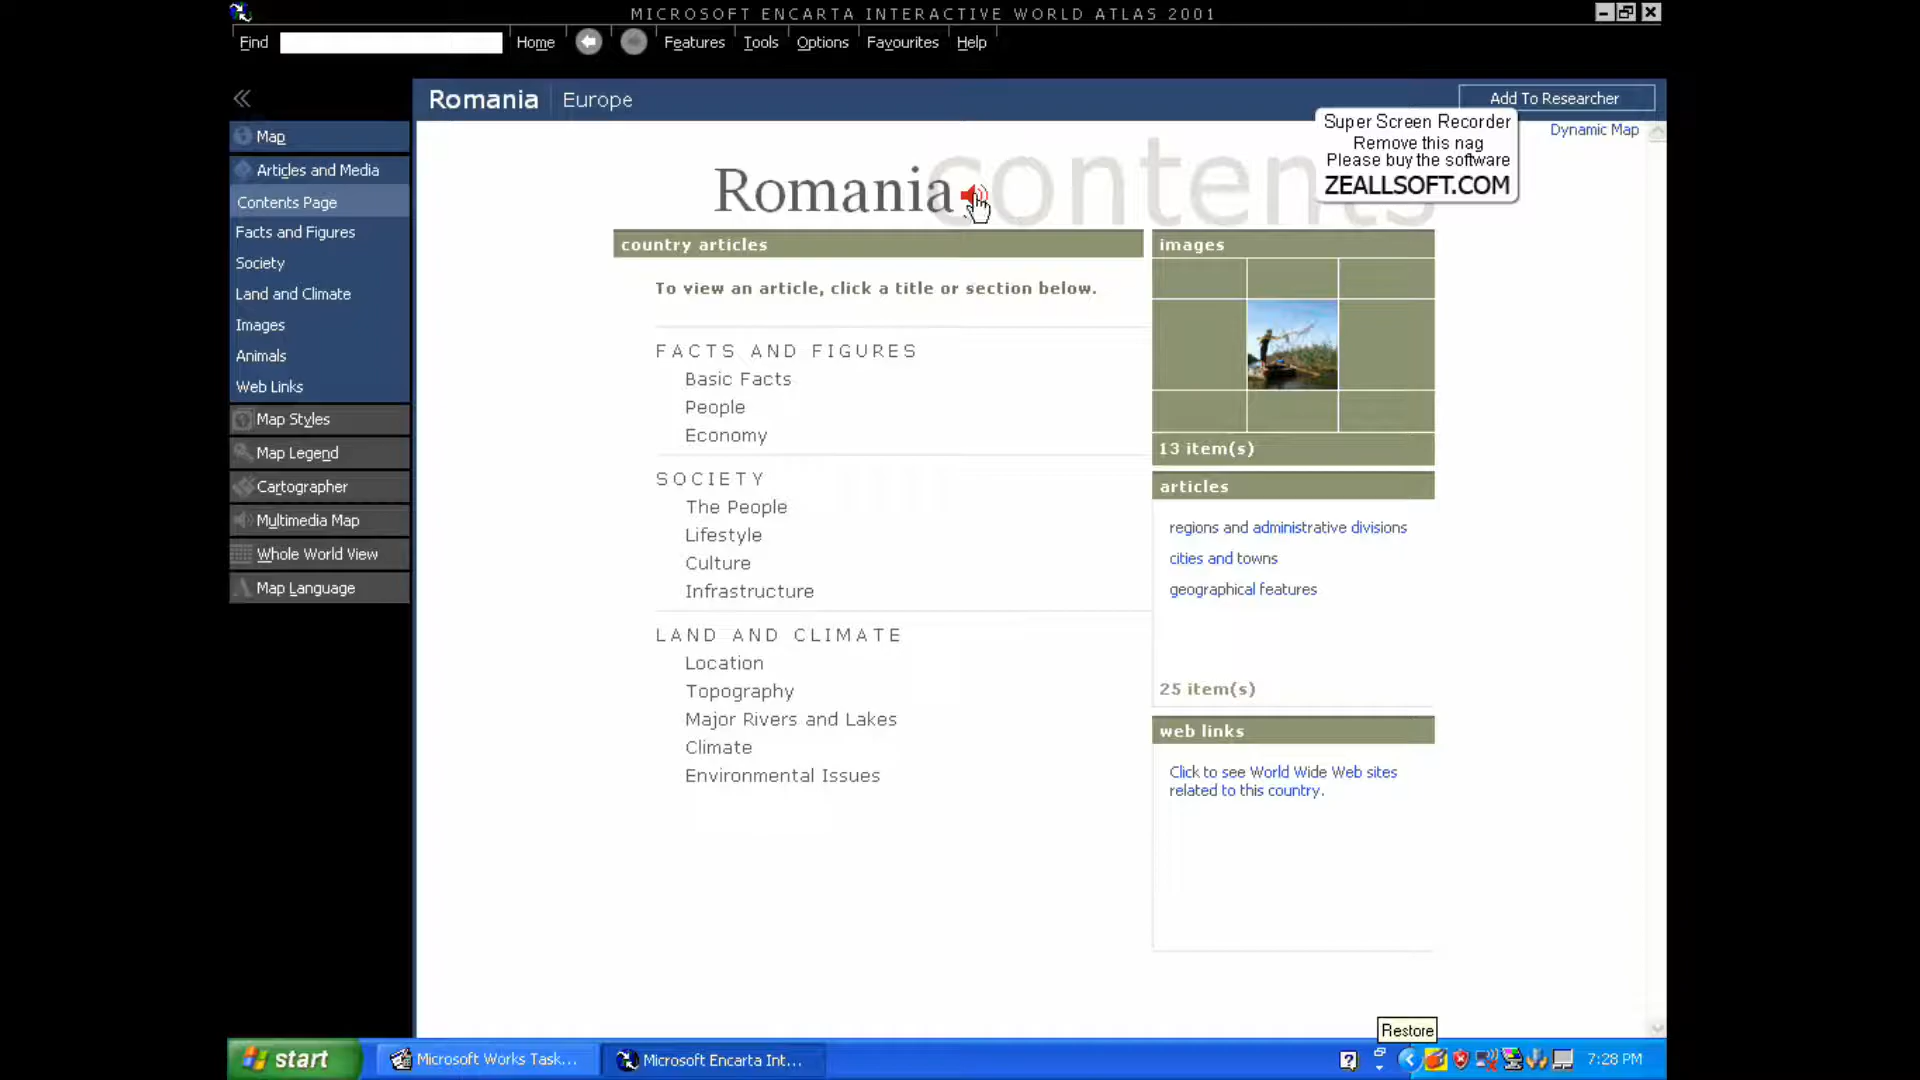 MICROSOFT ENCARTA INTERACTIVE WORLD ATLAS 2001
Find
Home
Features
Tools
Options
Favourites
Help
Romania
Europe
Add To Researcher
Super Screen Recorder
Remove this nag
Please buy the software
ZEALLSOFT.COM
Dynamic Map
Map
Articles and Media
Contents Page
Facts and Figures
Society
Land and Climate
Images
Animals
Web Links
Map Styles
Map Legend
Cartographer
Multimedia Map
Whole World View
Map Language
contents
Romania
country articles
To view an article, click a title or section below.
FACTS AND FIGURES
Basic Facts
People
Economy
SOCIETY
The People
Lifestyle
Culture
Infrastructure
LAND AND CLIMATE
Location
Topography
Major Rivers and Lakes
Climate
Environmental Issues
images
13 item(s)
articles
regions and administrative divisions
cities and towns
geographical features
25 item(s)
web links
Click to see World Wide Web sites
related to this country.
Restore
start
Microsoft Works Task...
Microsoft Encarta Int...
7:28 PM